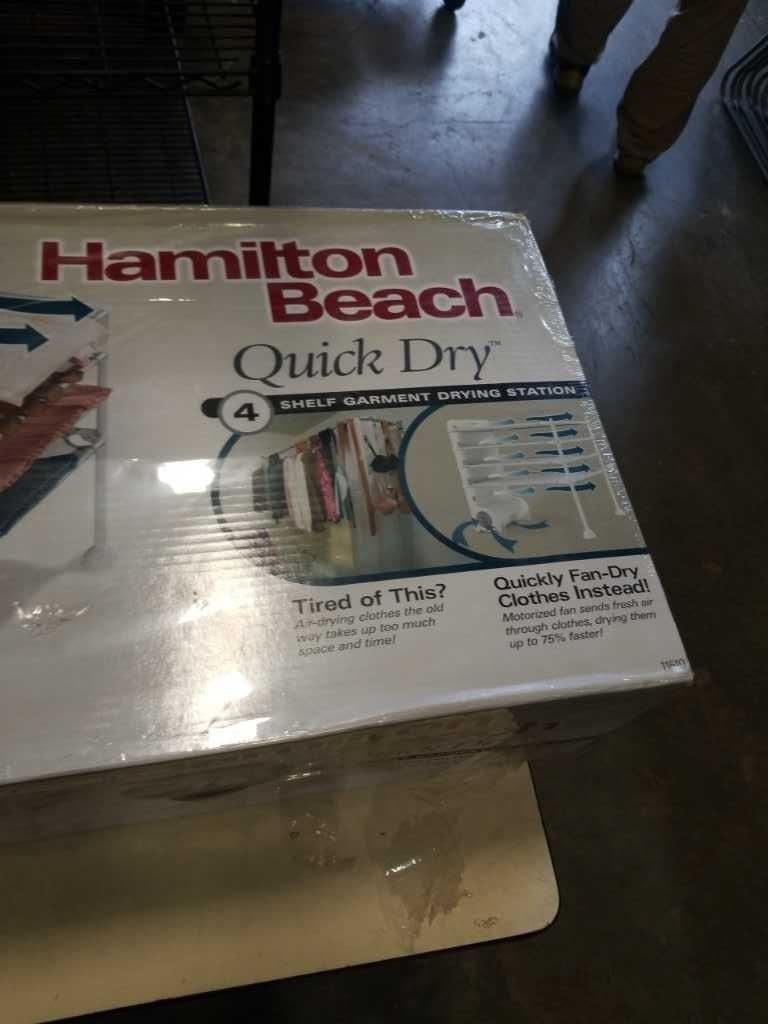 Hamilton
Beach®
Quick Dry™
4 SHELF GARMENT DRYING STATION
Tired of This?
Air-drying clothes the old
way takes up too much
space and time!
Quickly Fan-Dry
Clothes Instead!
Motorized fan sends fresh air
through clothes, drying them
up to 75% faster!